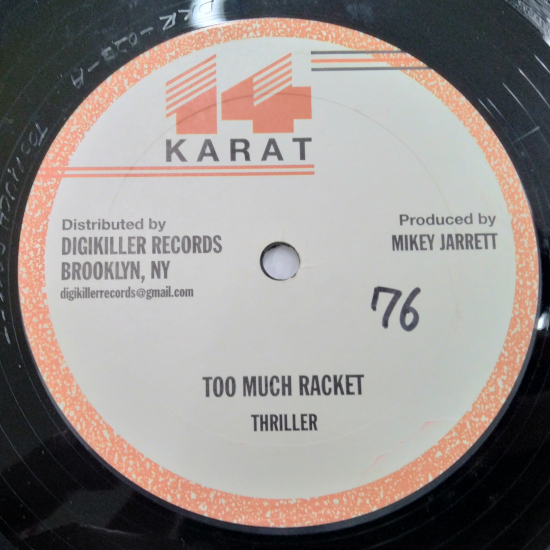 14
KARAT
Distributed by
DIGIKILLER RECORDS
BROOKLYN, NY
digikillerrecords@gmail.com
Produced by
MIKEY JARRETT
76
TOO MUCH RACKET
THRILLER